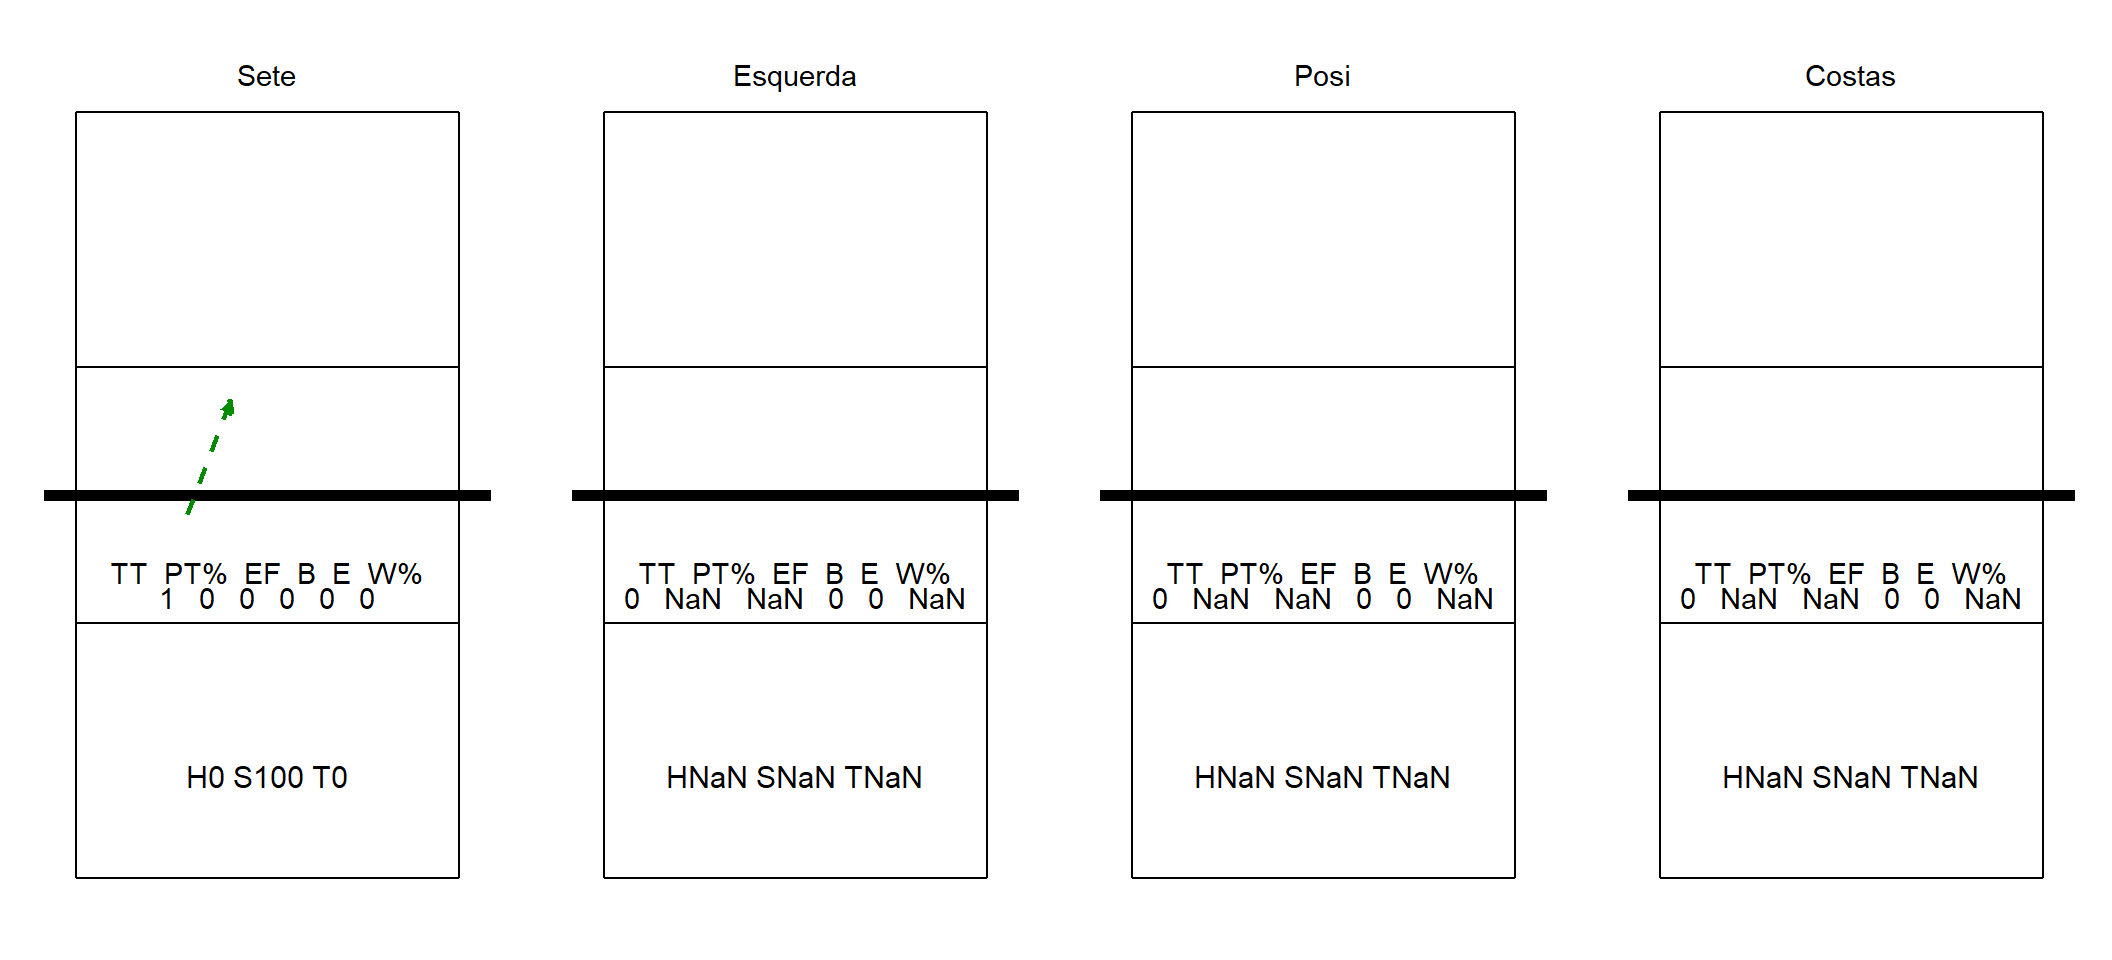 Sete
TT PT% EF B E W%
1 0 0 0 0 0
H0 S100 T0
Esquerda
TT PT% EF B E W%
0 NaN NaN 0 0 NaN
HNaN SNaN TNaN
Posi
TT PT% EF B E W%
0 NaN NaN 0 0 NaN
HNaN SNaN TNaN
Costas
TT PT% EF B E W%
0 NaN NaN 0 0 NaN
HNaN SNaN TNaN